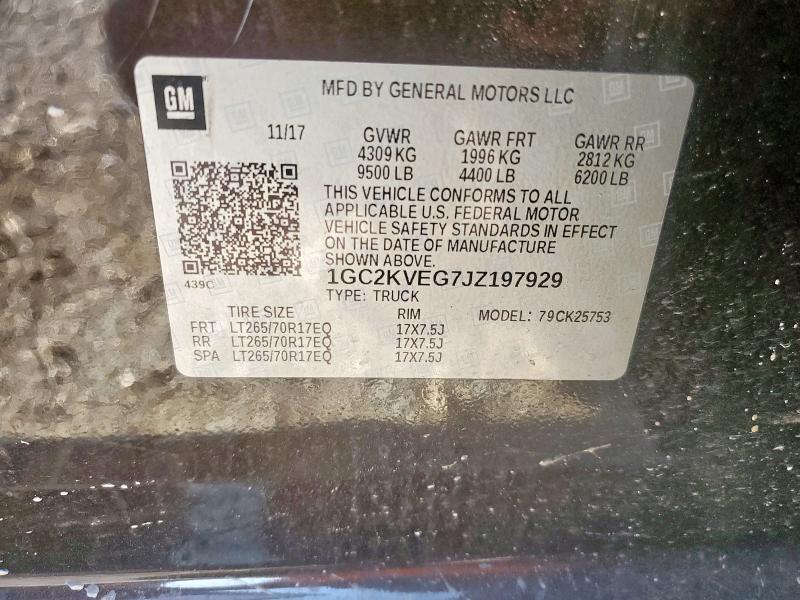 GM
MFD BY GENERAL MOTORS LLC
11/17 GVWR GAWR FRT GAWR RR
4309 KG 1996 KG 2812 KG
9500 LB 4400 LB 6200 LB
THIS VEHICLE CONFORMS TO ALL
APPLICABLE U.S. FEDERAL MOTOR
VEHICLE SAFETY STANDARDS IN EFFECT
ON THE DATE OF MANUFACTURE
SHOWN ABOVE.
439C
1GC2KVEG7JZ197929
TYPE: TRUCK
TIRE SIZE RIM MODEL: 79CK25753
FRT LT265/70R17EQ 17X7.5J
RR LT265/70R17EQ 17X7.5J
SPA LT265/70R17EQ 17X7.5J